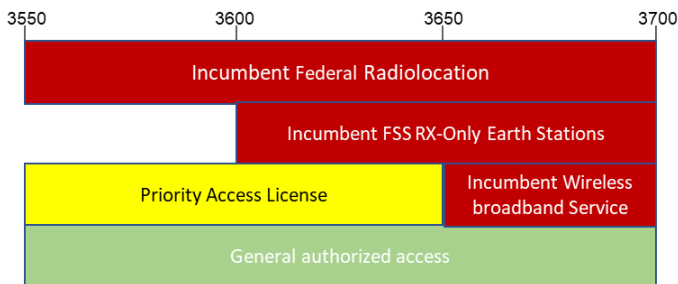 3550 3600 3650 3700
Incumbent Federal Radiolocation
Incumbent FSS RX-Only Earth Stations
Priority Access License
Incumbent Wireless
broadband Service
General authorized access